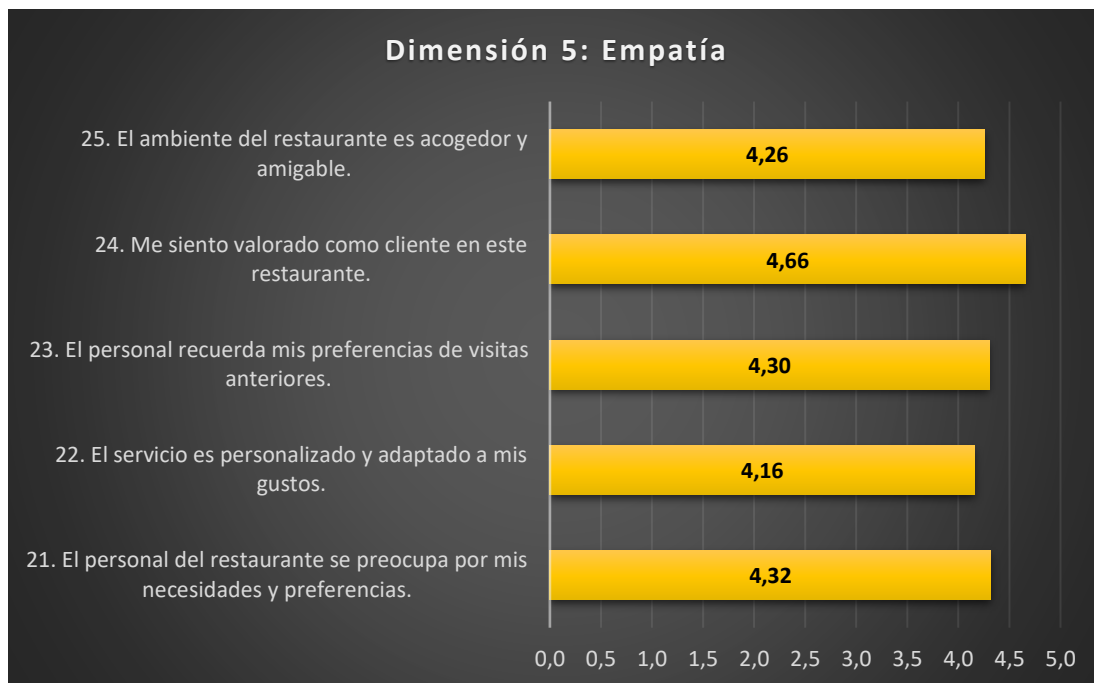 Dimensión 5: Empatía
25. El ambiente del restaurante es acogedor y
amigable.
4,26
24. Me siento valorado como cliente en este
restaurante.
4,66
23. El personal recuerda mis preferencias de visitas
anteriores.
4,30
22. El servicio es personalizado y adaptado a mis
gustos.
4,16
21. El personal del restaurante se preocupa por mis
necesidades y preferencias.
4,32
0,0 0,5 1,0 1,5 2,0 2,5 3,0 3,5 4,0 4,5 5,0